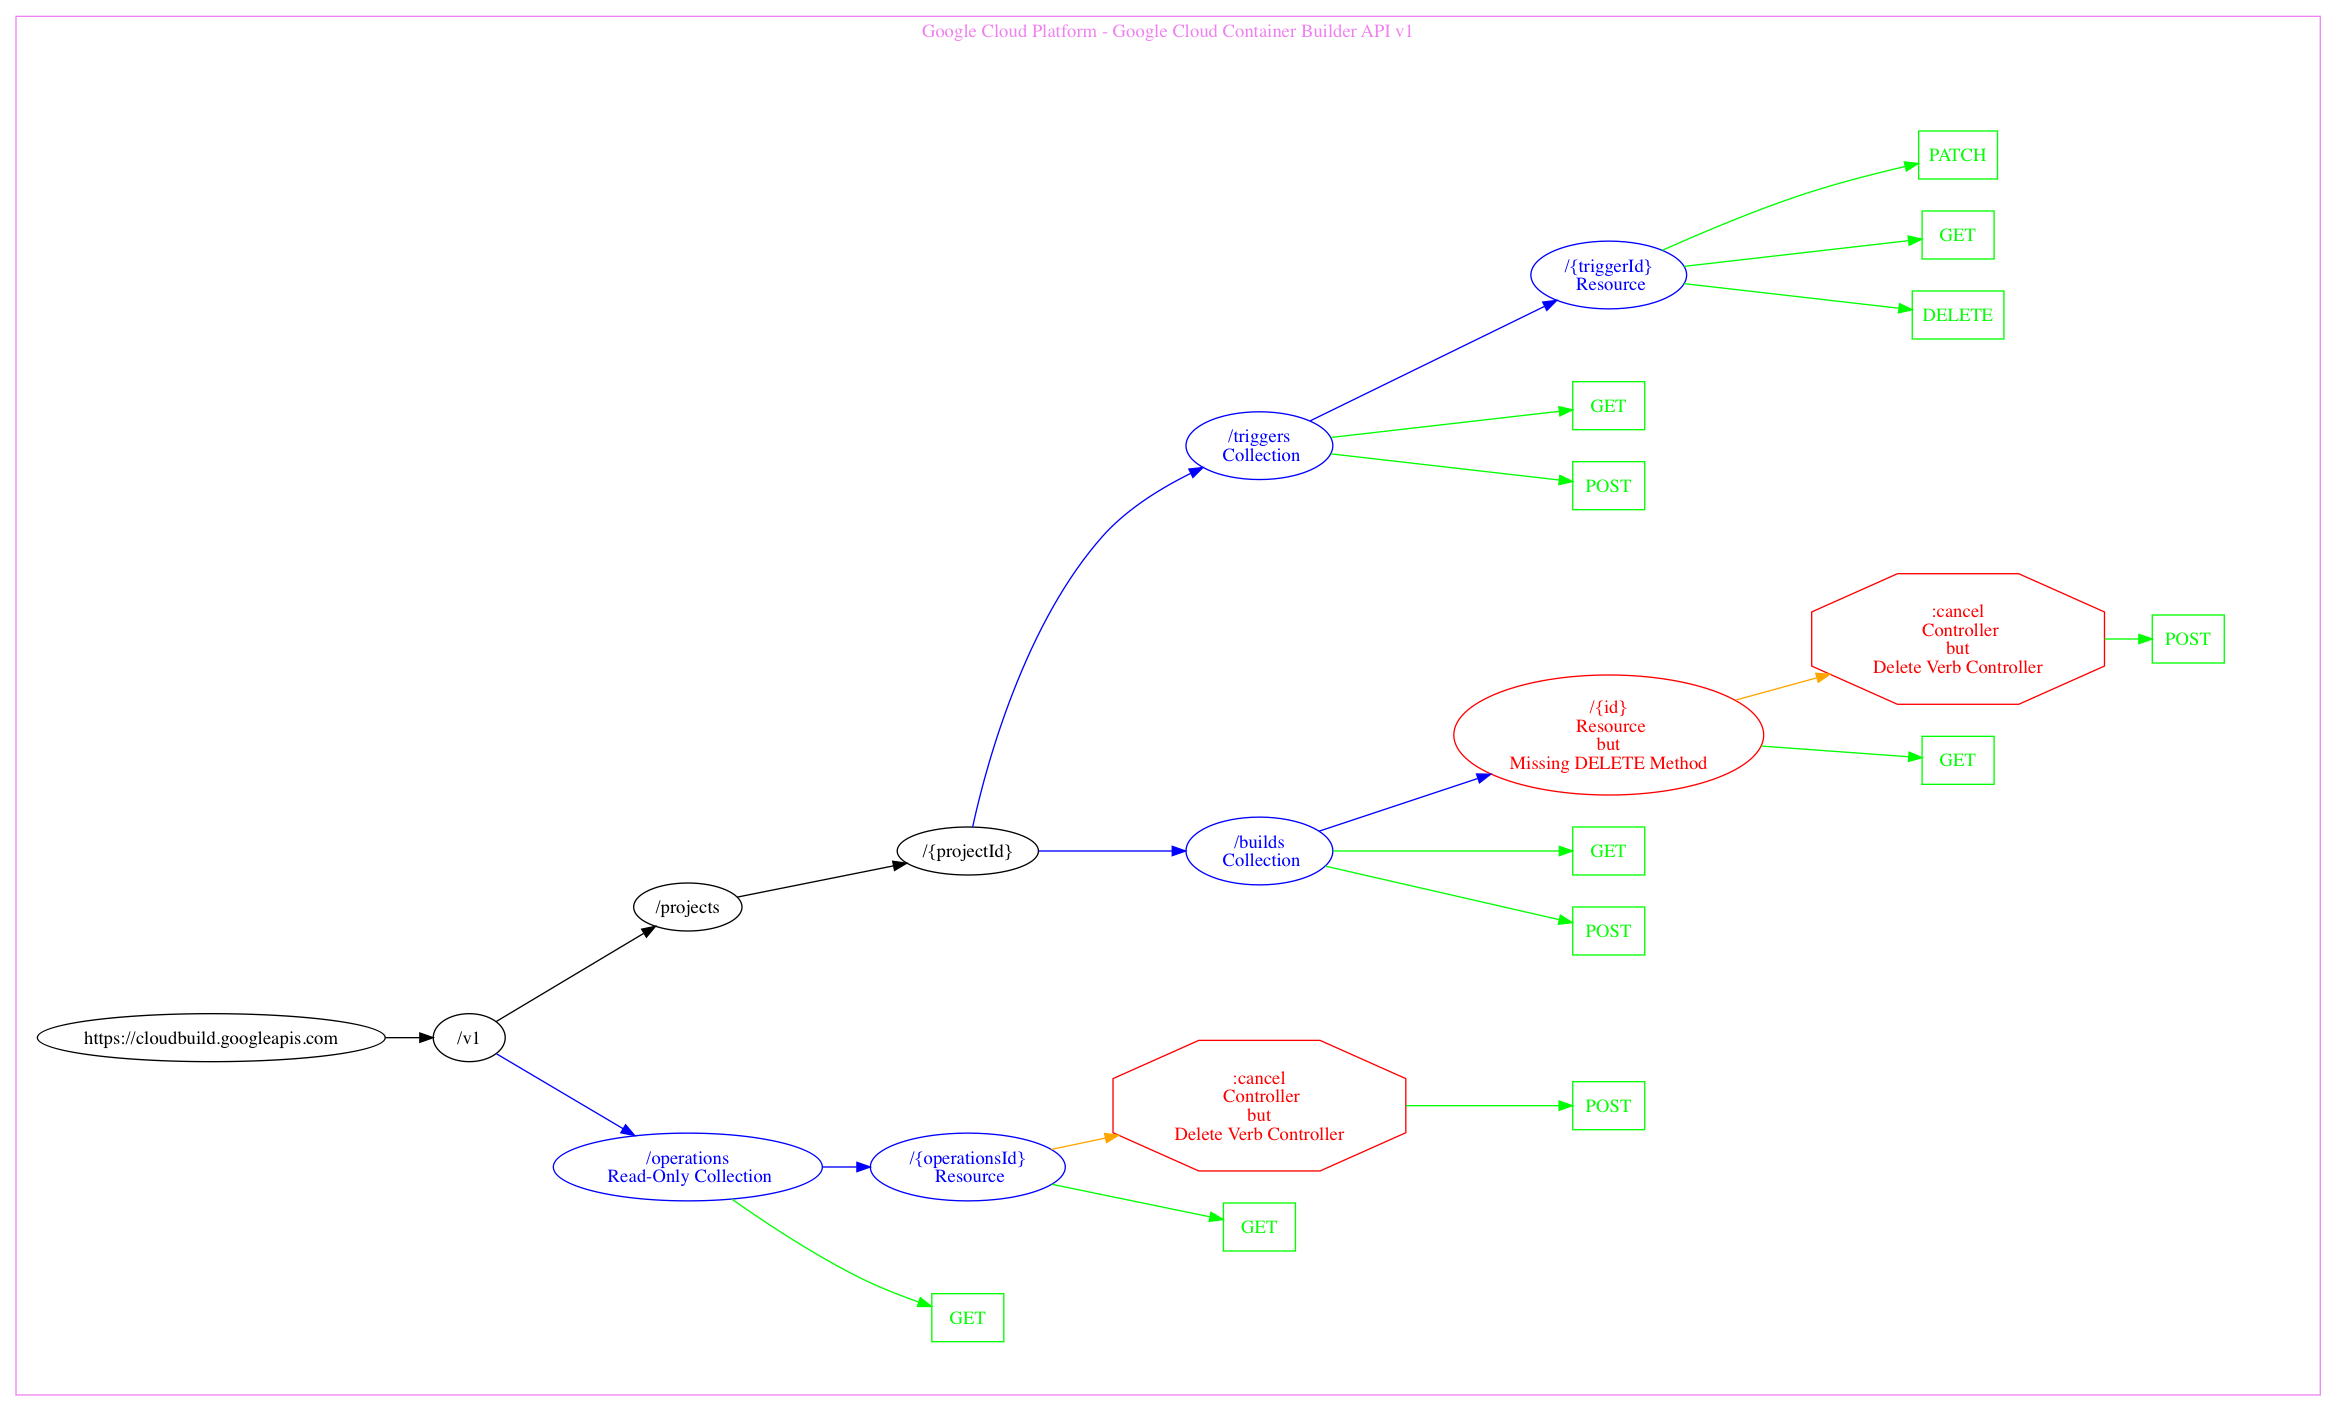 Google Cloud Platform - Google Cloud Container Builder API v1
PATCH
GET
/{triggerId}
Resource
DELETE
GET
/triggers
Collection
POST
:cancel
Controller
but
Delete Verb Controller
POST
/{id}
Resource
but
Missing DELETE Method
GET
/{projectId}
/builds
Collection
GET
/projects
POST
https://cloudbuild.googleapis.com
/v1
:cancel
Controller
but
Delete Verb Controller
POST
/operations
Read-Only Collection
/{operationsId}
Resource
GET
GET